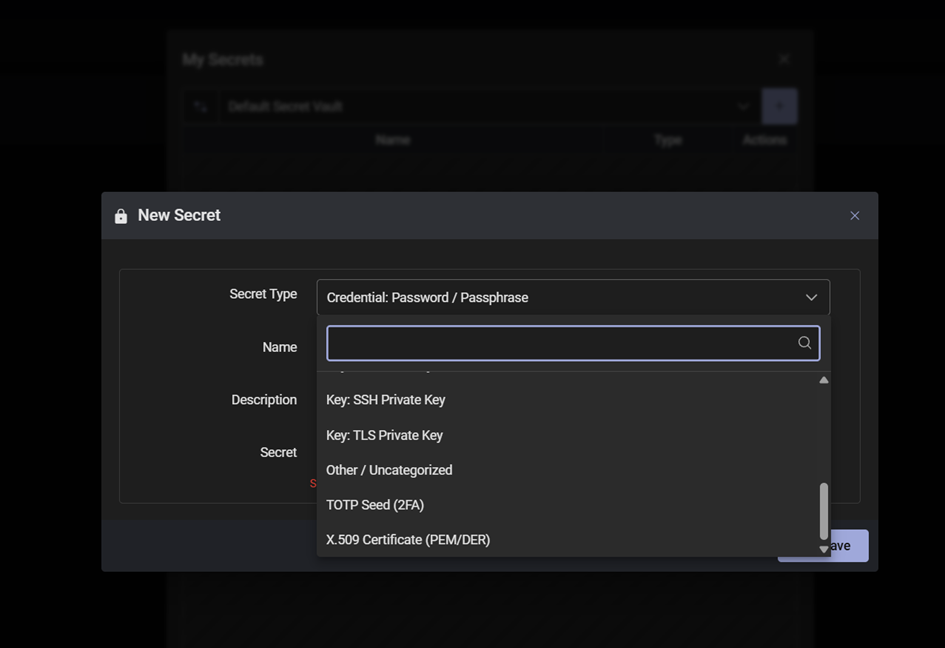 My Secrets
Default Secret Vault
Name Type Actions
New Secret
Secret Type Credential: Password / Passphrase
Name
Description Key: SSH Private Key
Key: TLS Private Key
Secret Other / Uncategorized
S
TOTP Seed (2FA)
X.509 Certificate (PEM/DER)
ave